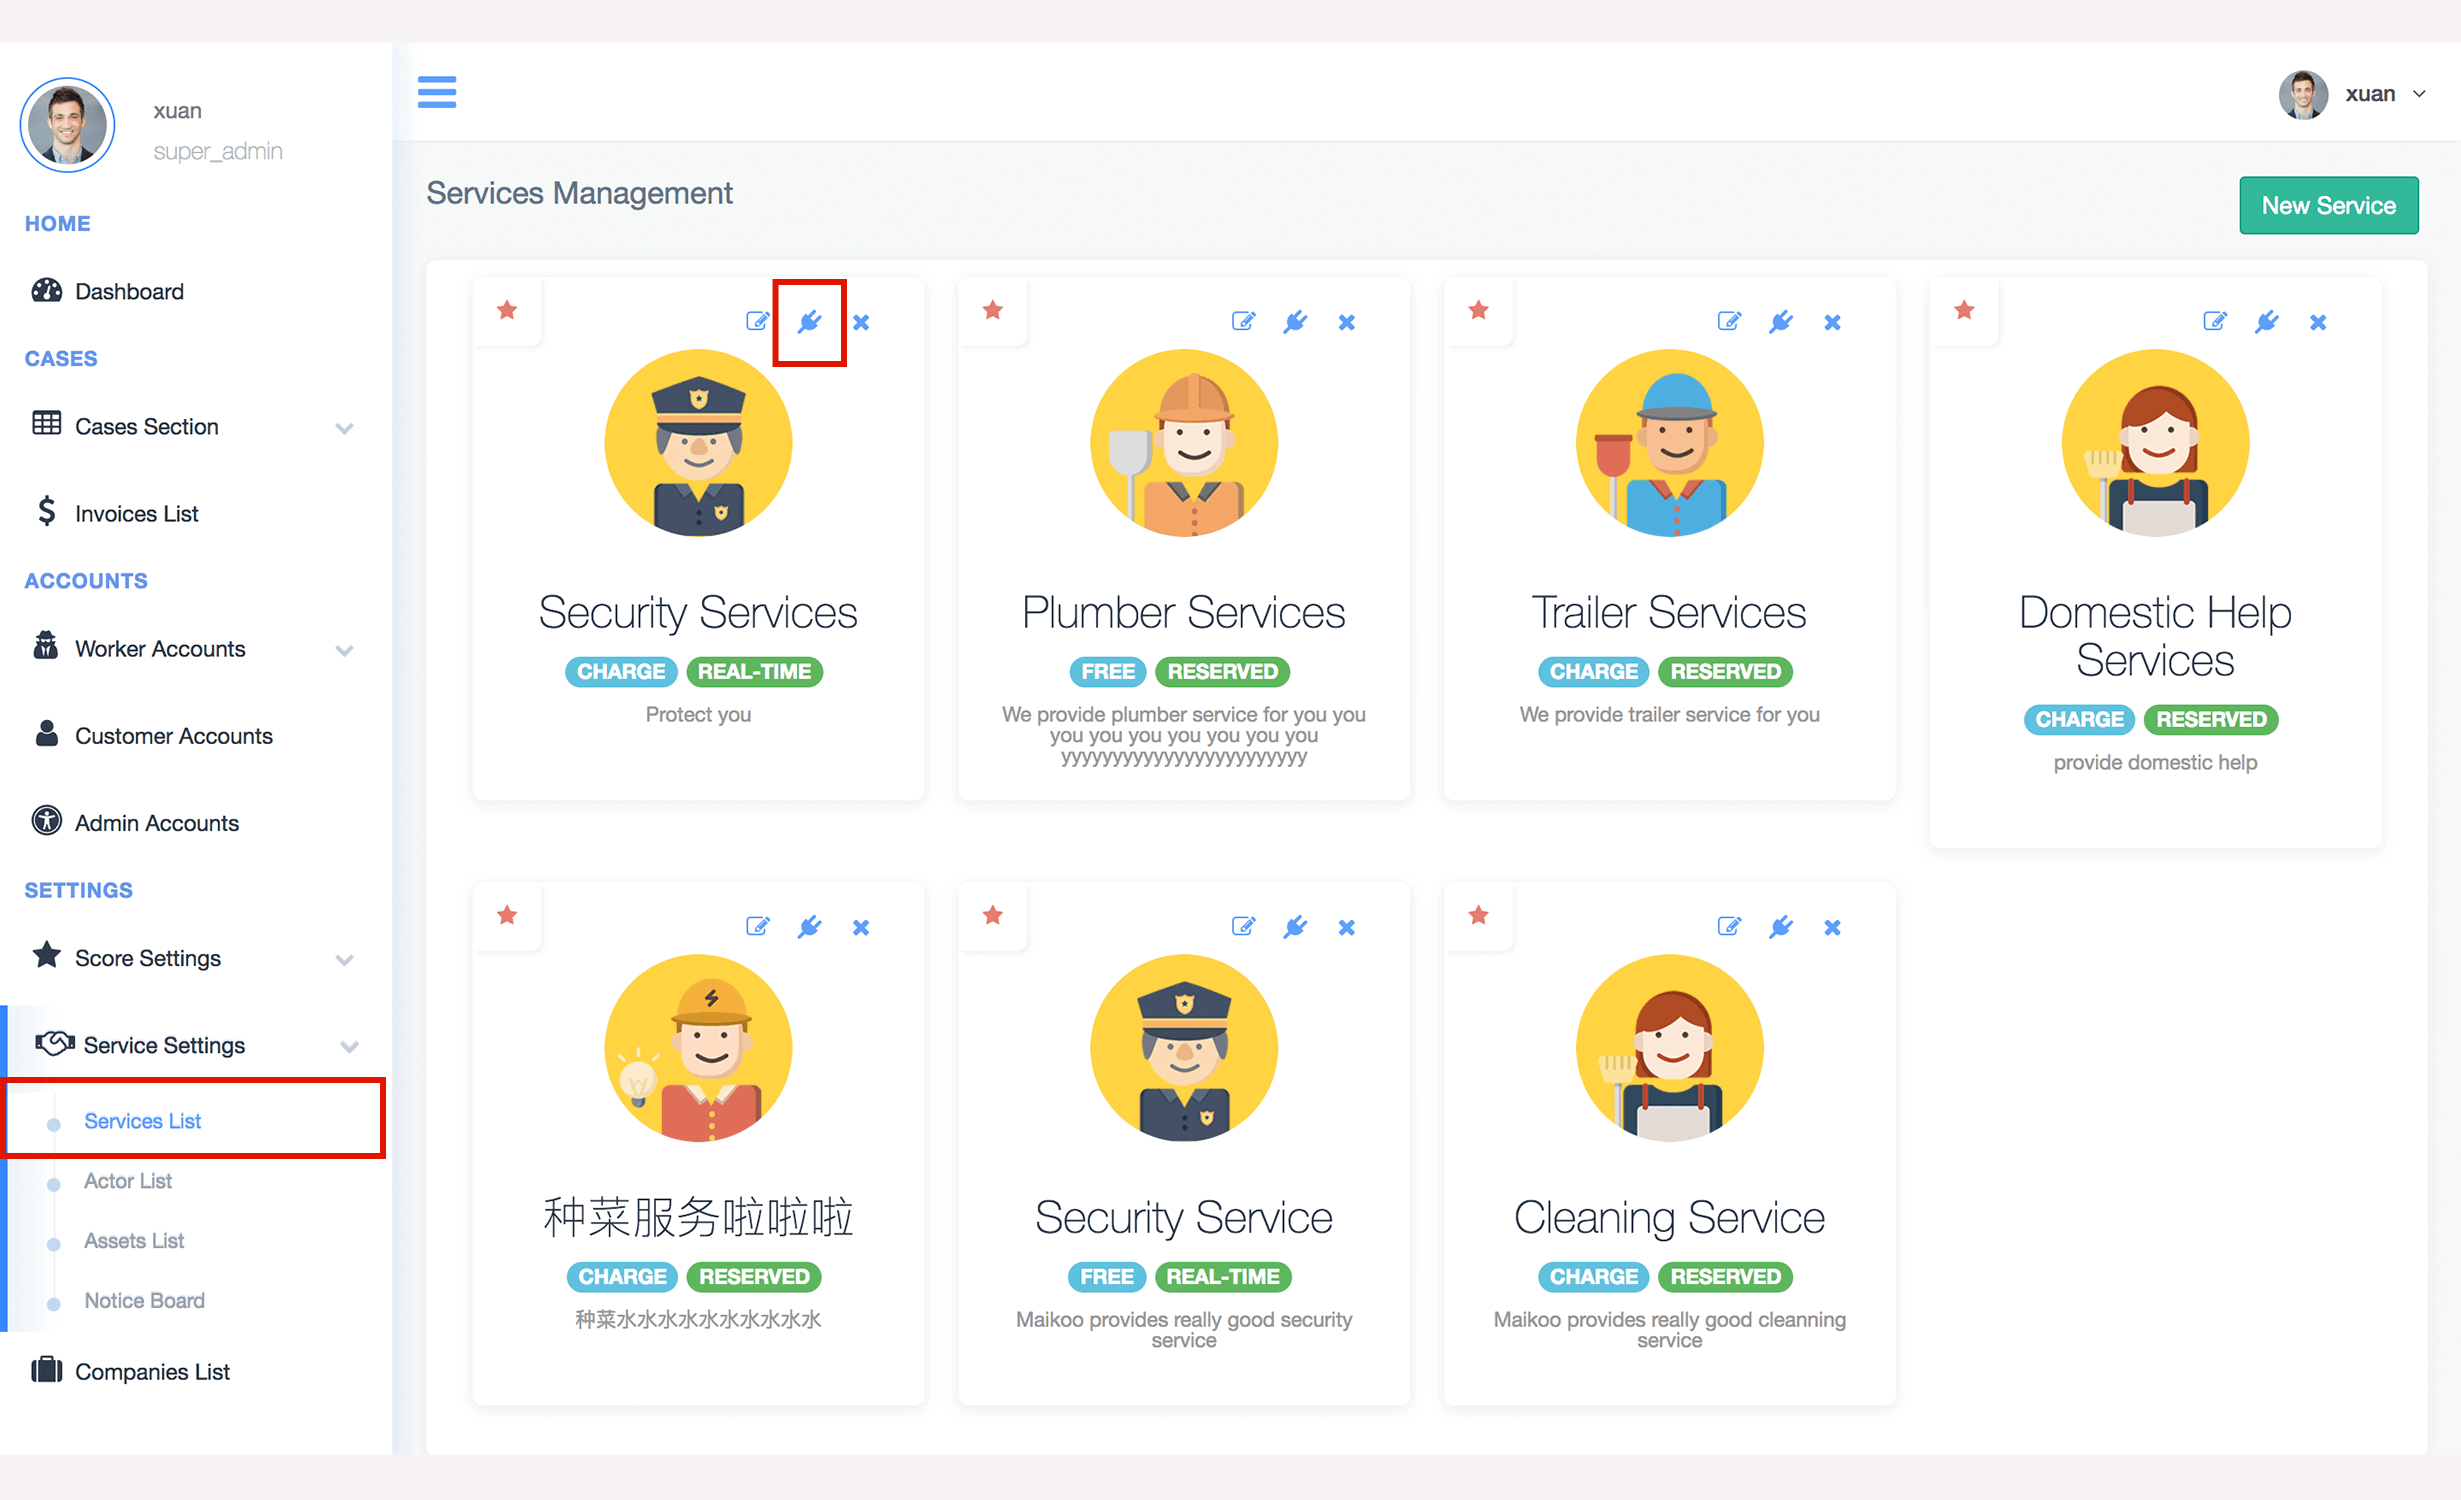 xuan
super_admin
HOME
Dashboard
CASES
Cases Section
Invoices List
ACCOUNTS
Worker Accounts
Customer Accounts
Admin Accounts
SETTINGS
Score Settings
Service Settings
Services List
Actor List
Assets List
Notice Board
Companies List
xuan
Services Management
New Service
Security Services
CHARGE REAL-TIME
Protect you
Plumber Services
FREE RESERVED
We provide plumber service for you you
you you you you you you you
yyyyyyyyyyyyyyyyyyyyyyyy
Trailer Services
CHARGE RESERVED
We provide trailer service for you
Domestic Help
Services
CHARGE RESERVED
provide domestic help
种菜服务啦啦啦
CHARGE RESERVED
种菜水水水水水水水水水水
Security Service
FREE REAL-TIME
Maikoo provides really good security
service
Cleaning Service
CHARGE RESERVED
Maikoo provides really good cleanning
service